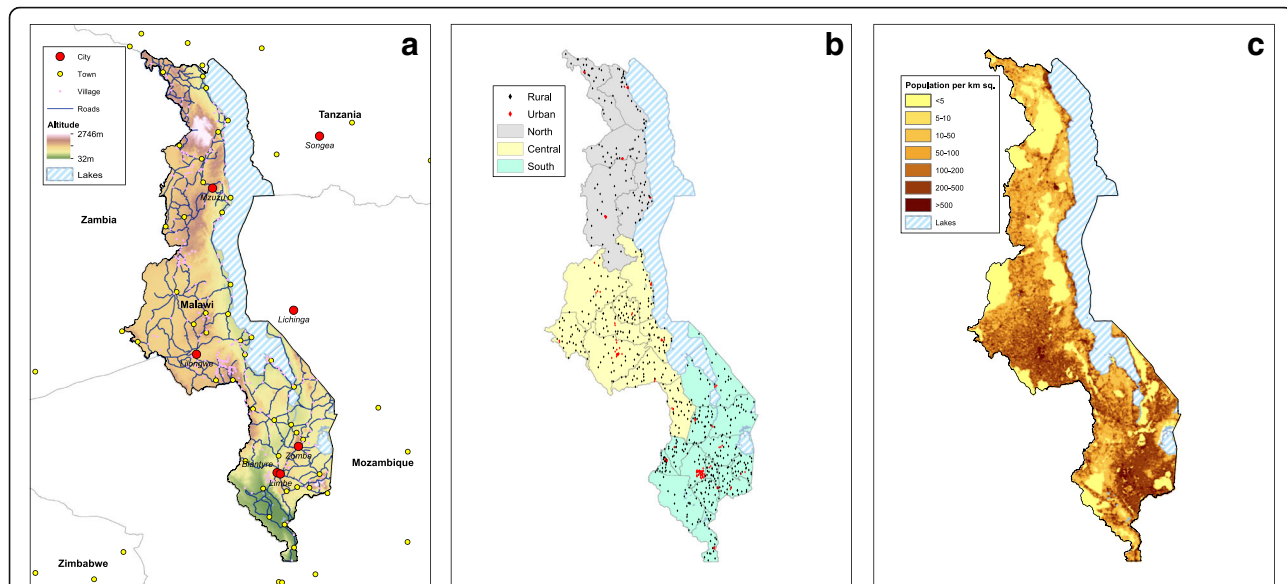 a
City
Town
Village
Roads
Altitude
2746m
32m
Lakes
Tanzania
Songea
Mzuzu
Zambia
Malawi
Lichinga
Lilongwe
Zomba
Blantyre
Limbe
Mozambique
Zimbabwe
b
Rural
Urban
North
Central
South
c
Population per km sq.
<5
5-10
10-50
50-100
100-200
200-500
>500
Lakes